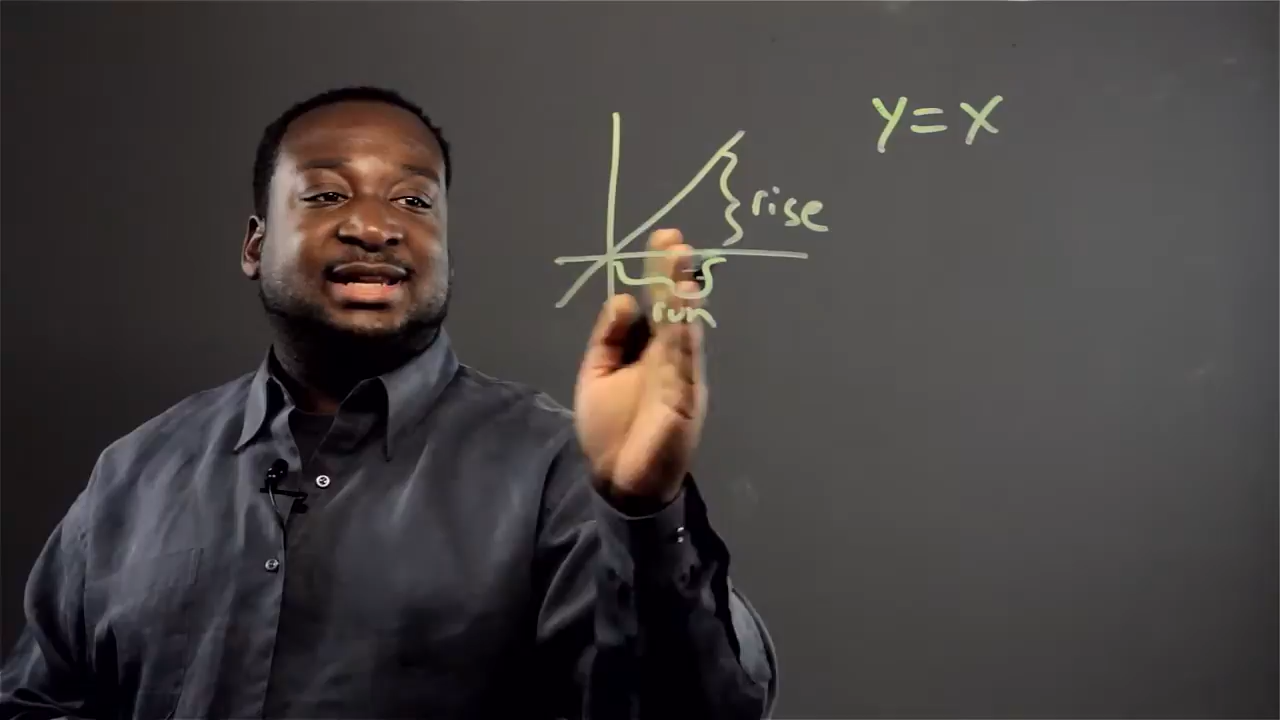 y = x
rise
run